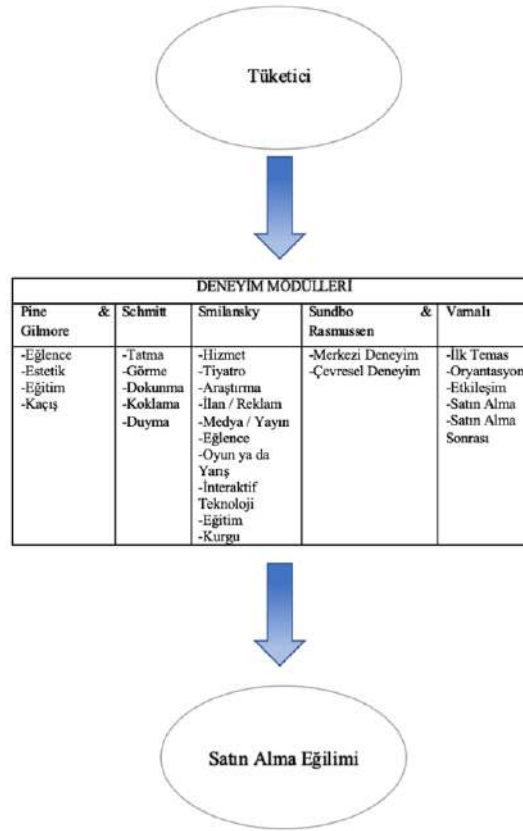 Tüketici
DENEYİM MODÜLLERİ
Pine & Gilmore
Schmitt
Smilansky
Sundbo & Rasmussen
Varnalı
-Eğlence
-Estetik
-Eğitim
-Kaçış
-Tatma
-Görme
-Dokunma
-Koklama
-Duyma
-Hizmet
-Tiyatro
-Araştırma
-İlan / Reklam
-Medya / Yayın
-Eğlence
-Oyun ya da
Yarış
-İnteraktif
Teknoloji
-Eğitim
-Kurgu
-Merkezi Deneyim
-Çevresel Deneyim
-İlk Temas
-Oryantasyon
-Etkileşim
-Satın Alma
-Satın Alma
Sonrası
Satın Alma Eğilimi